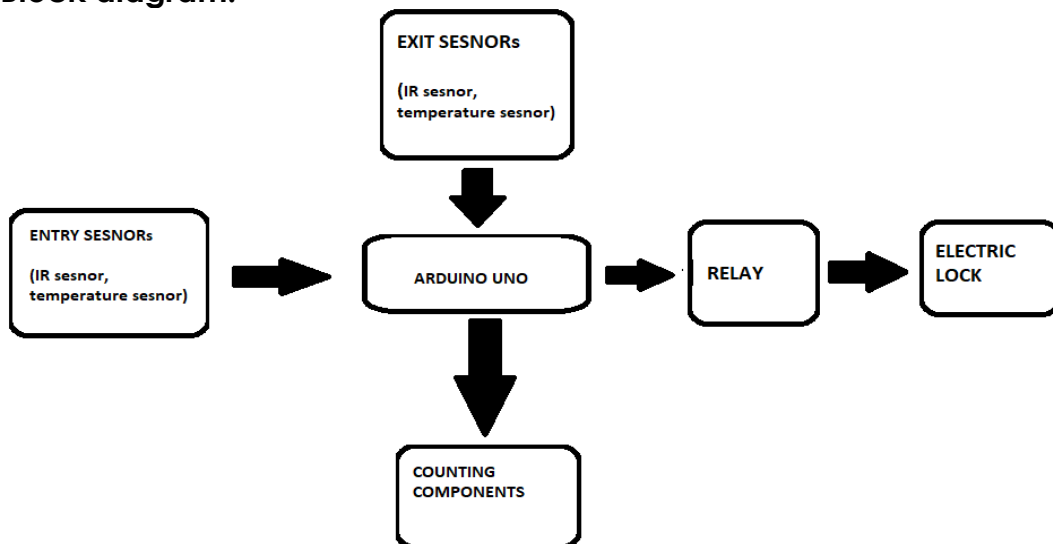 Block diagram:
EXIT SESNORs
(IR sesnor,
temperature sesnor)
ENTRY SESNORs
(IR sesnor,
temperature sesnor)
ARDUINO UNO
RELAY
ELECTRIC
LOCK
COUNTING
COMPONENTS